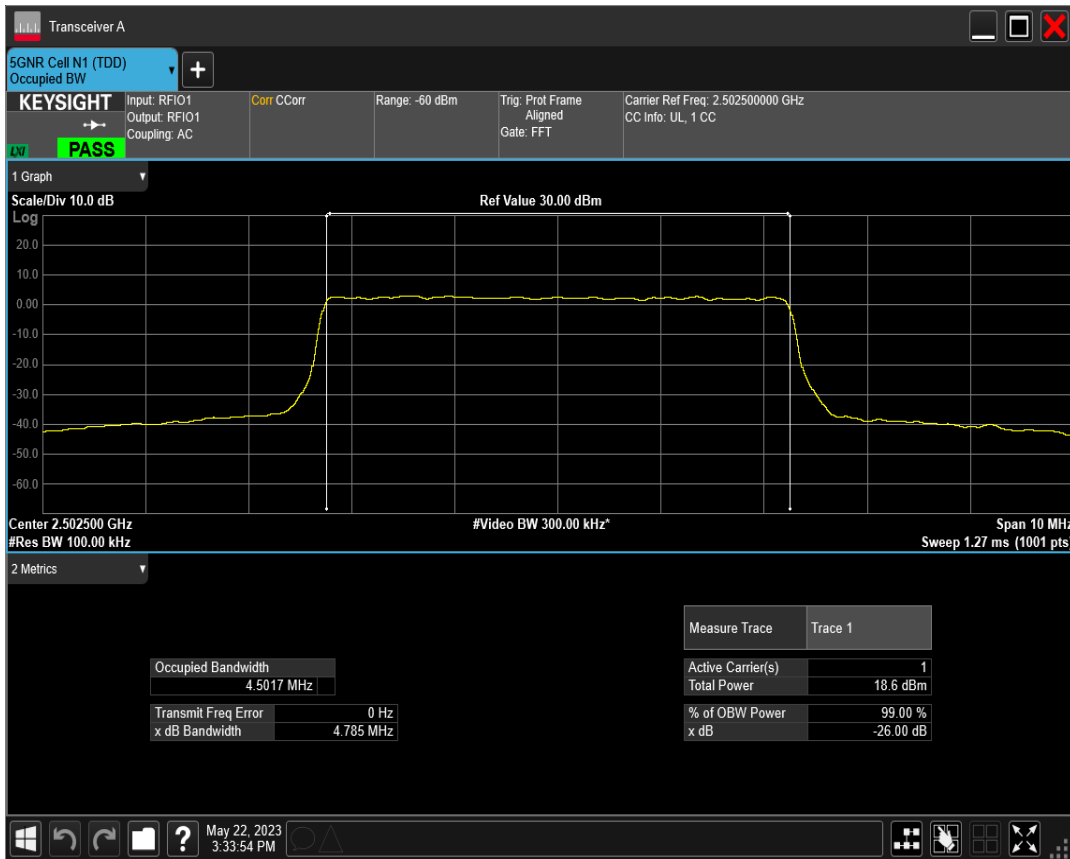 Transceiver A
5GNR Cell N1 (TDD)
Occupied BW
KEYSIGHT
LXI
PASS
Input: RFIO1
Output: RFIO1
Coupling: AC
Corr CCorr
Range: -60 dBm
Trig: Prot Frame
Aligned
Gate: FFT
Carrier Ref Freq: 2.502500000 GHz
CC Info: UL, 1 CC
1 Graph
Scale/Div 10.0 dB
Ref Value 30.00 dBm
Log
20.0
10.0
0.00
-10.0
-20.0
-30.0
-40.0
-50.0
-60.0
Center 2.502500 GHz
#Video BW 300.00 kHz*
Span 10 MHz
#Res BW 100.00 kHz
Sweep 1.27 ms (1001 pts)
2 Metrics
Measure Trace Trace 1
Occupied Bandwidth
4.5017 MHz
Active Carrier(s) 1
Total Power 18.6 dBm
Transmit Freq Error 0 Hz
x dB Bandwidth 4.785 MHz
% of OBW Power 99.00 %
x dB -26.00 dB
?
May 22, 2023
3:33:54 PM